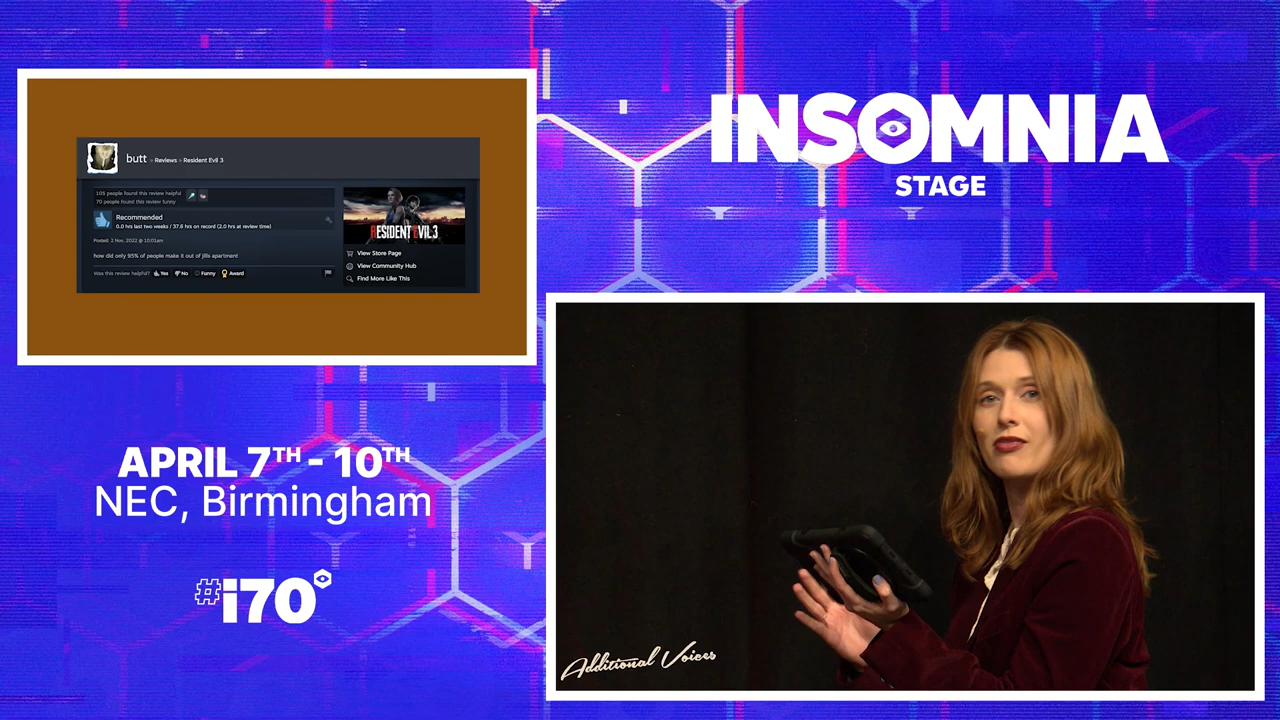 butt » Reviews » Resident Evil 3
105 people found this review helpful
70 people found this review funny
Recommended
0.0 hrs last two weeks / 37.6 hrs on record (2.0 hrs at review time)
Posted: 2 Nov, 2022 @ 10:01am
how did only 95% of people make it out of jills apartment
Was this review helpful? Yes No Funny Award
RESIDENT EVIL 3
View Store Page
View Community Hub
Find More Like This
INSOMNIA
STAGE
APRIL 7TH - 10TH
NEC, Birmingham
#i70
Additional Voices